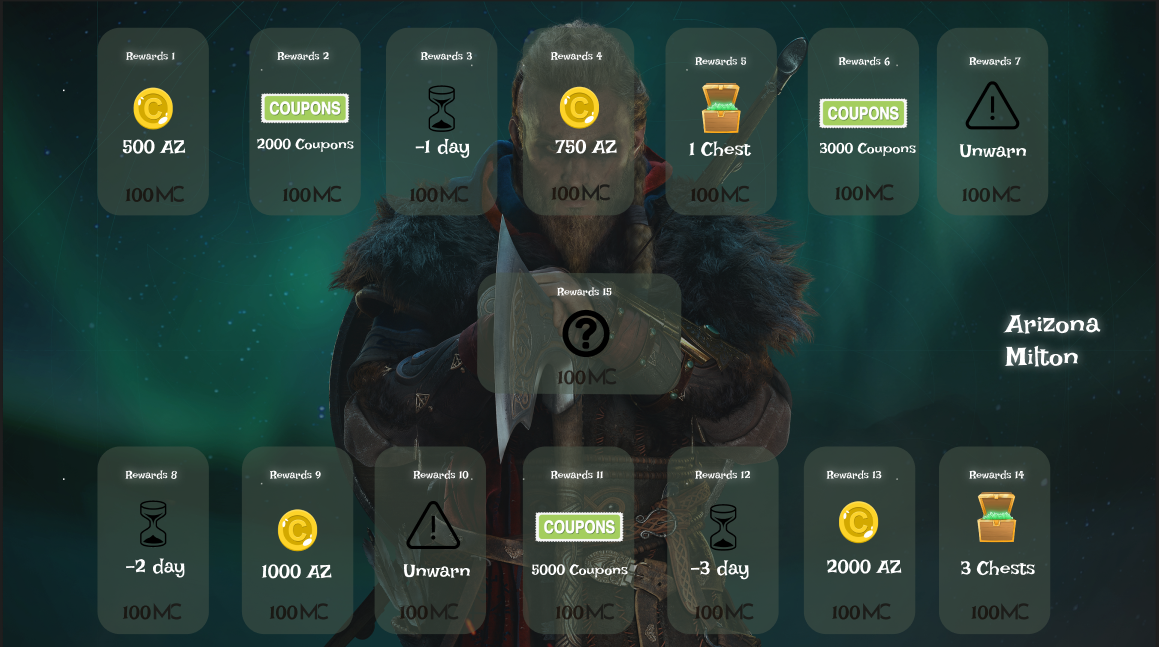 Rewards 1
500 AZ
100MC
Rewards 2
COUPONS
2000 Coupons
100MC
Rewards 3
-1 day
100MC
Rewards 4
750 AZ
100MC
Rewards 5
1 Chest
100MC
Rewards 6
COUPONS
3000 Coupons
100MC
Rewards 7
Unwarn
100MC
Rewards 15
100MC
Arizona
Milton
Rewards 8
-2 day
100MC
Rewards 9
1000 AZ
100MC
Rewards 10
Unwarn
100MC
Rewards 11
COUPONS
5000 Coupons
100MC
Rewards 12
-3 day
100MC
Rewards 13
2000 AZ
100MC
Rewards 14
3 Chests
100MC